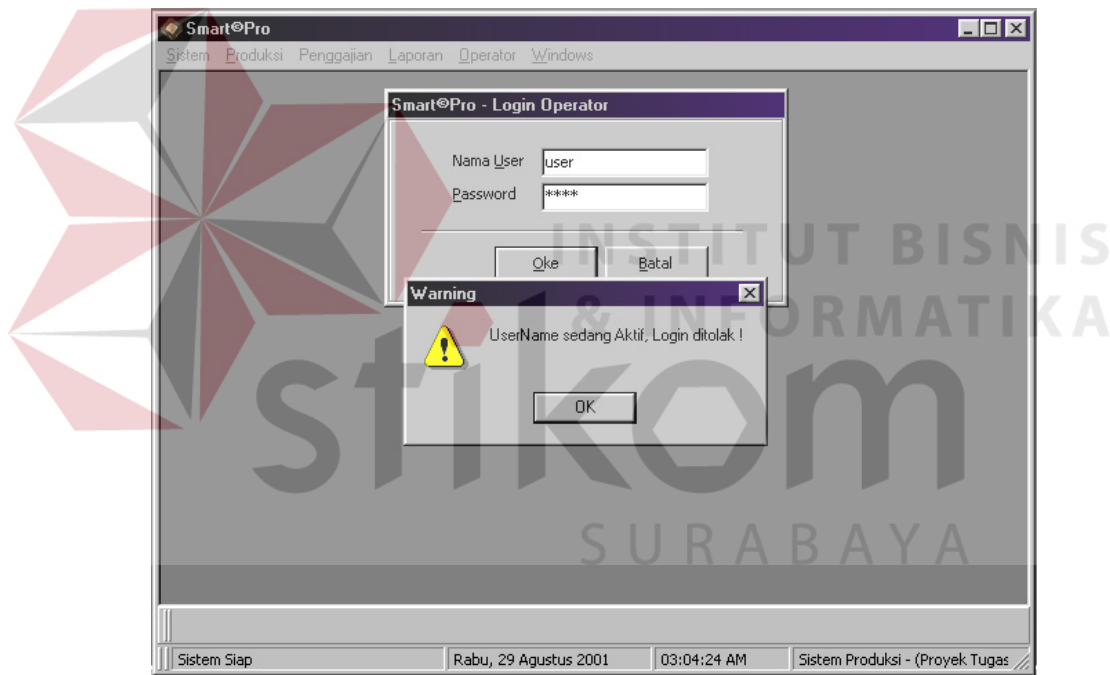 Smart©Pro
Sistem Produksi Penggajian Laporan Operator Windows
Smart©Pro - Login Operator
Nama User user
Password ****
Oke Batal
Warning
UserName sedang Aktif, Login ditolak !
OK
INSTITUT BISNIS
& INFORMATIKA
stikom
SURABAYA
Sistem Siap Rabu, 29 Agustus 2001 03:04:24 AM Sistem Produksi - (Proyek Tugas